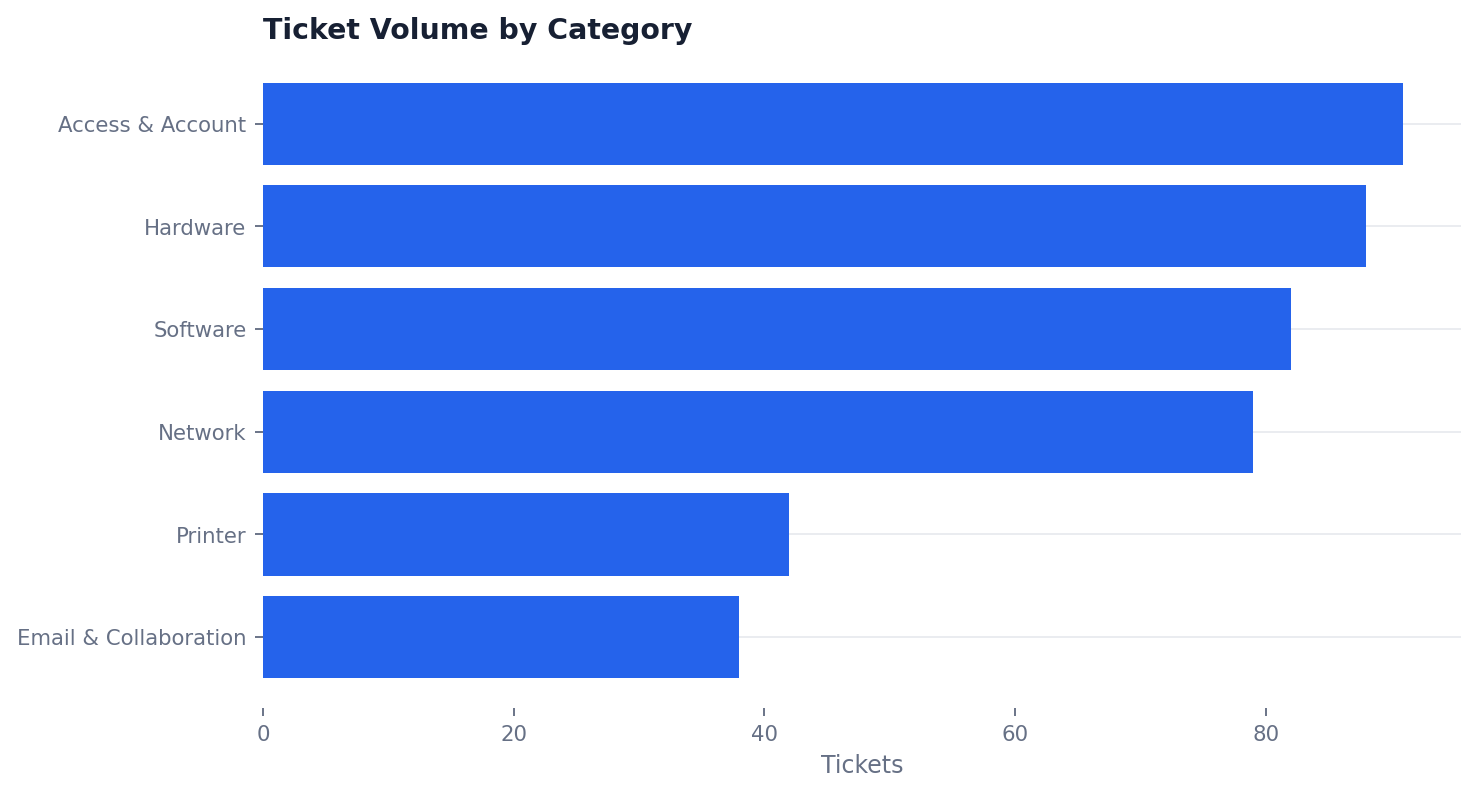 Ticket Volume by Category
Access & Account
Hardware
Software
Network
Printer
Email & Collaboration
0 20 40 60 80
Tickets